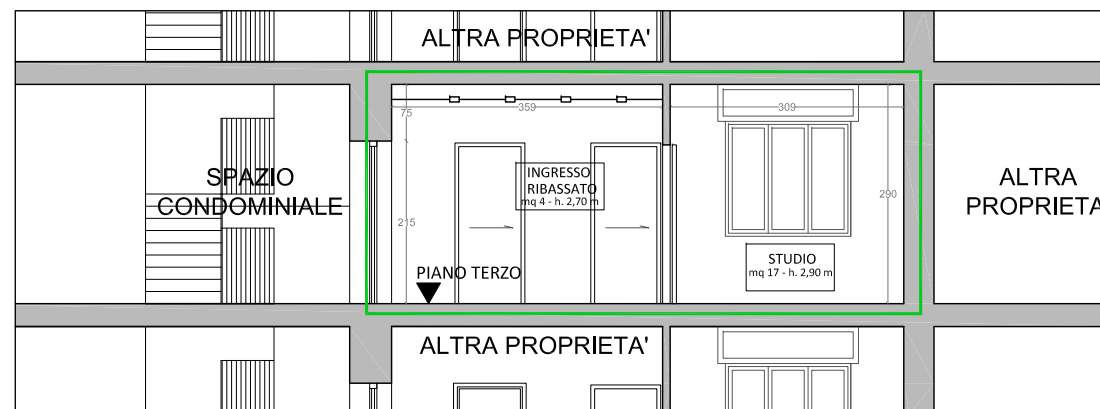 ALTRA PROPRIETA'
359
309
75
INGRESSO
RIBASSATO
mq 4 - h. 2,70 m
SPAZIO
CONDOMINIALE
ALTRA
PROPRIETA
290
215
STUDIO
mq 17 - h. 2,90 m
PIANO TERZO
ALTRA PROPRIETA'